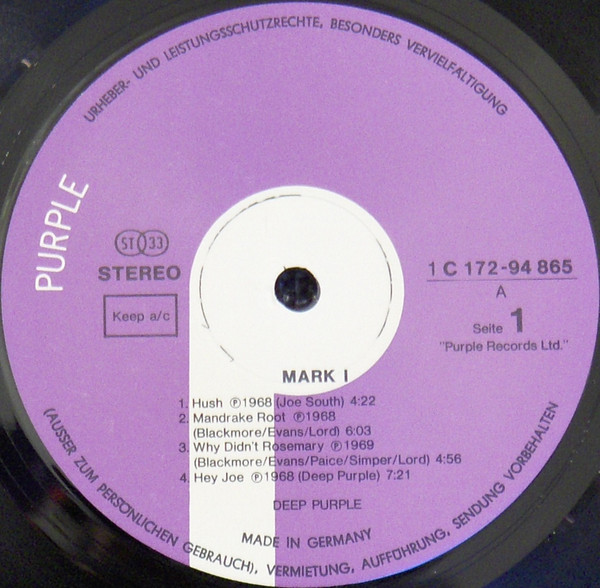 URHEBER- UND LEISTUNGSSCHUTZRECHTE, BESONDERS VERVIELFÄLTIGUNG
PURPLE
ST 33
STEREO
Keep a/c
1 C 172-94 865
A
Seite 1
"Purple Records Ltd."
MARK I
1. Hush ℗1968 (Joe South) 4:22
2. Mandrake Root ℗1968
(Blackmore/Evans/Lord) 6:03
3. Why Didn't Rosemary ℗1969
(Blackmore/Evans/Paice/Simper/Lord) 4:56
4. Hey Joe ℗1968 (Deep Purple) 7:21
DEEP PURPLE
MADE IN GERMANY
(AUSSER ZUM PERSÖNLICHEN GEBRAUCH), VERMIETUNG, AUFFÜHRUNG, SENDUNG VORBEHALTEN